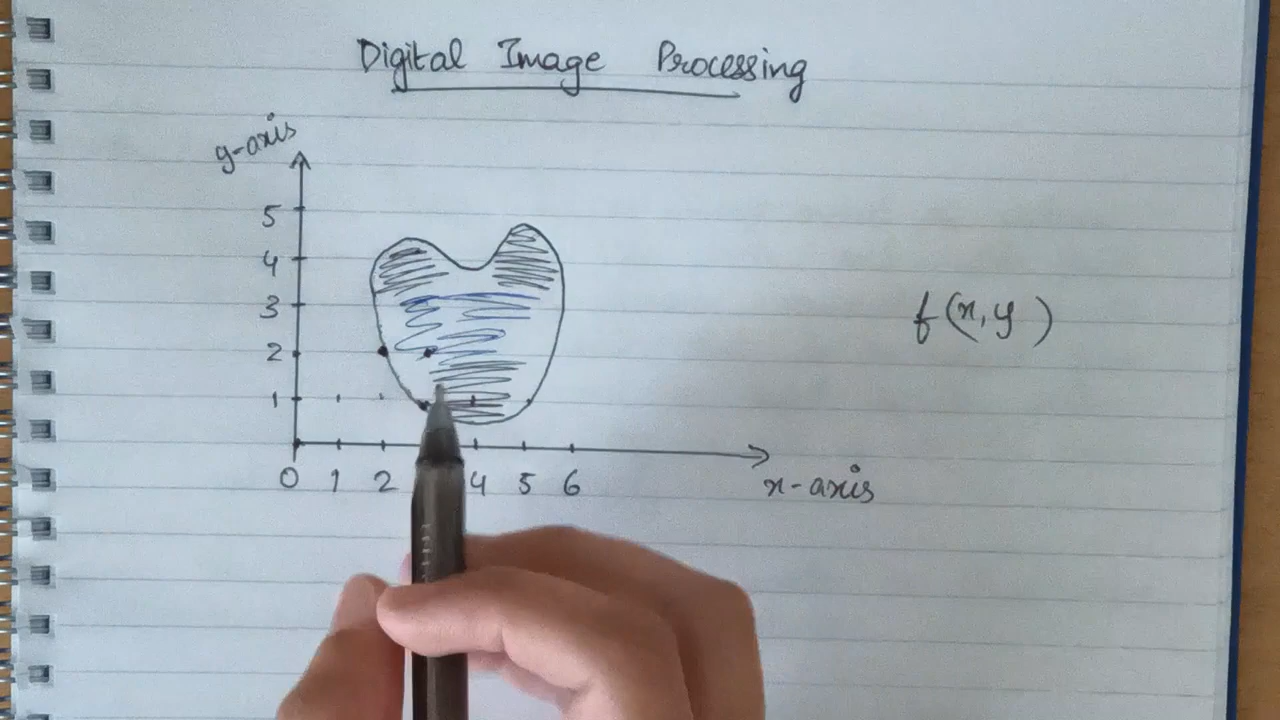 Digital Image Processing
y-axis
5
4
3
f(x, y)
2
1
0 1 2 4 5 6
x-axis